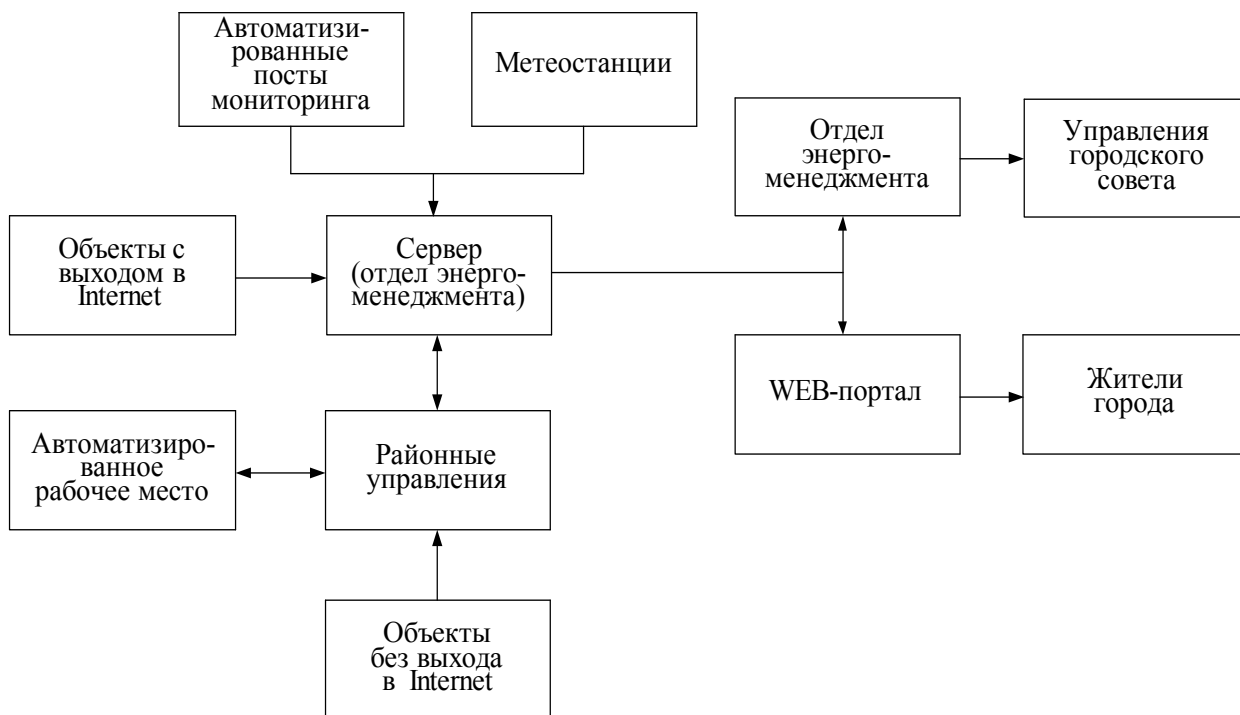 Автоматизи-
рованные
посты
мониторинга
Метеостанции
Отдел
энерго-
менеджмента
Управления
городского
совета
Объекты с
выходом в
Internet
Сервер
(отдел энерго-
менеджмента)
WEB-портал
Жители
города
Автоматизиро-
ванное
рабочее место
Районные
управления
Объекты
без выхода
в Internet